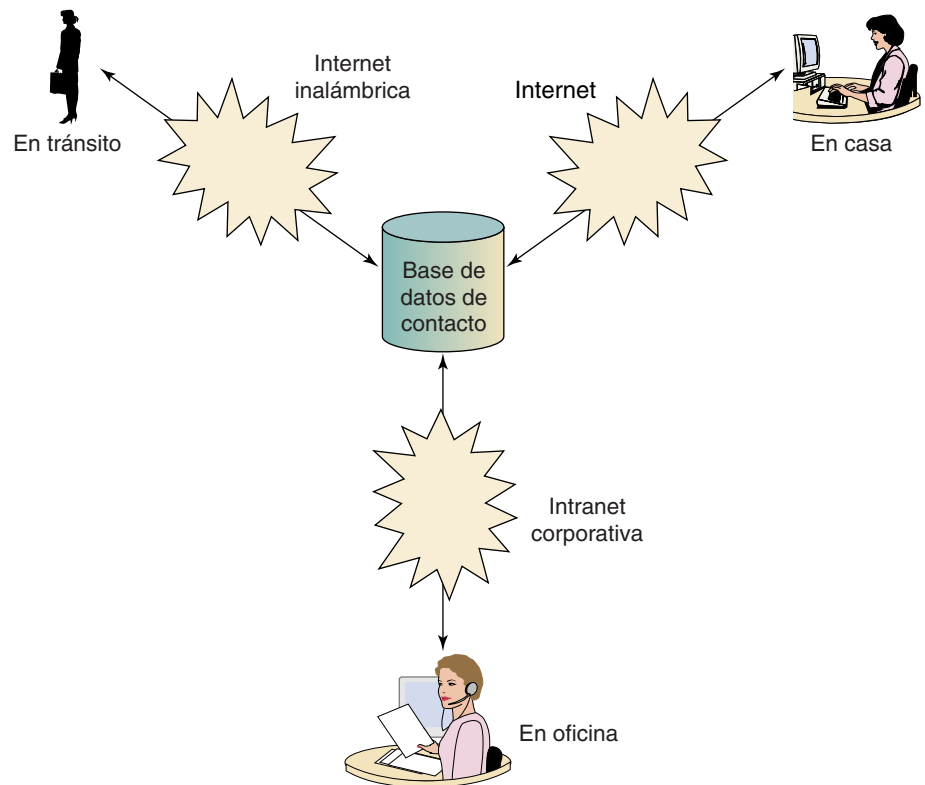 Internet
inalámbrica
Internet
En tránsito
En casa
Base de
datos de
contacto
Intranet
corporativa
En oficina